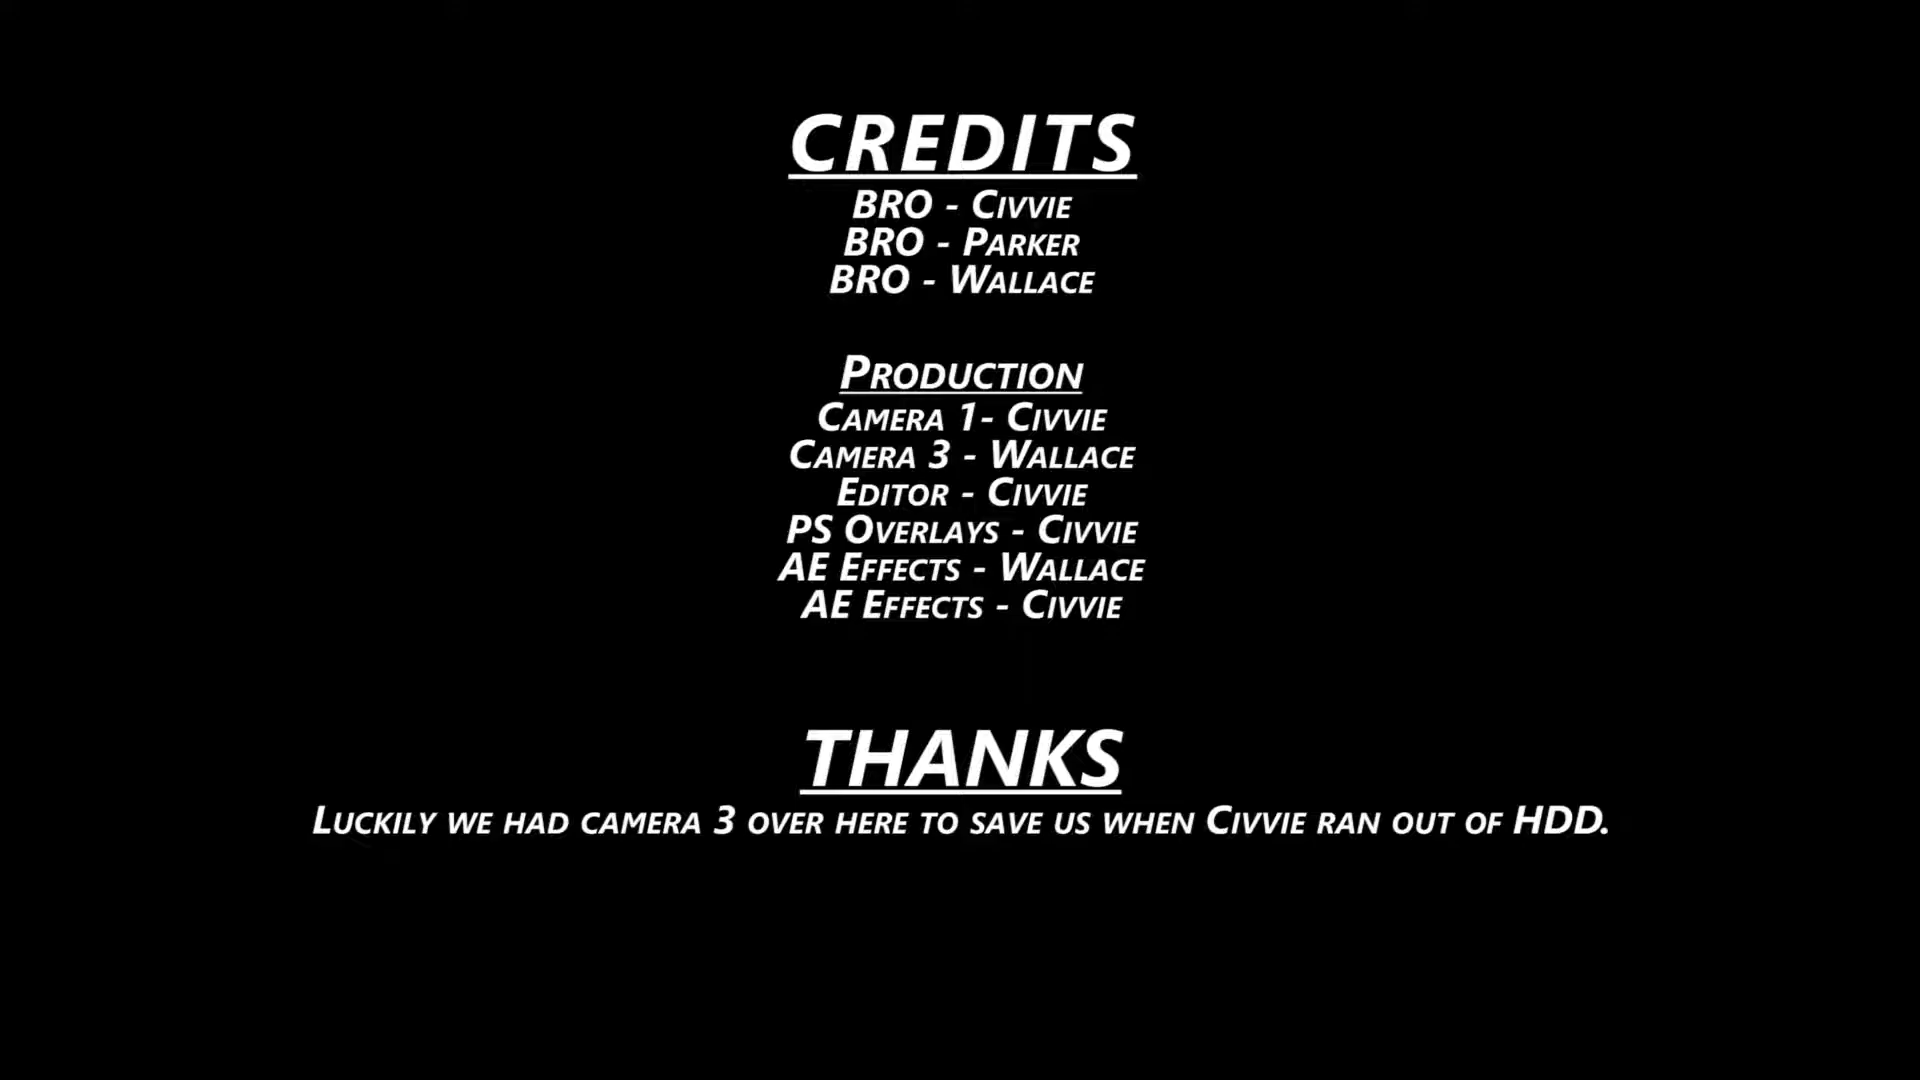 CREDITS
BRO - Civvie
BRO - Parker
BRO - Wallace
Production
Camera 1- Civvie
Camera 3 - Wallace
Editor - Civvie
PS Overlays - Civvie
AE Effects - Wallace
AE Effects - Civvie
THANKS
Luckily we had camera 3 over here to save us when Civvie ran out of HDD.